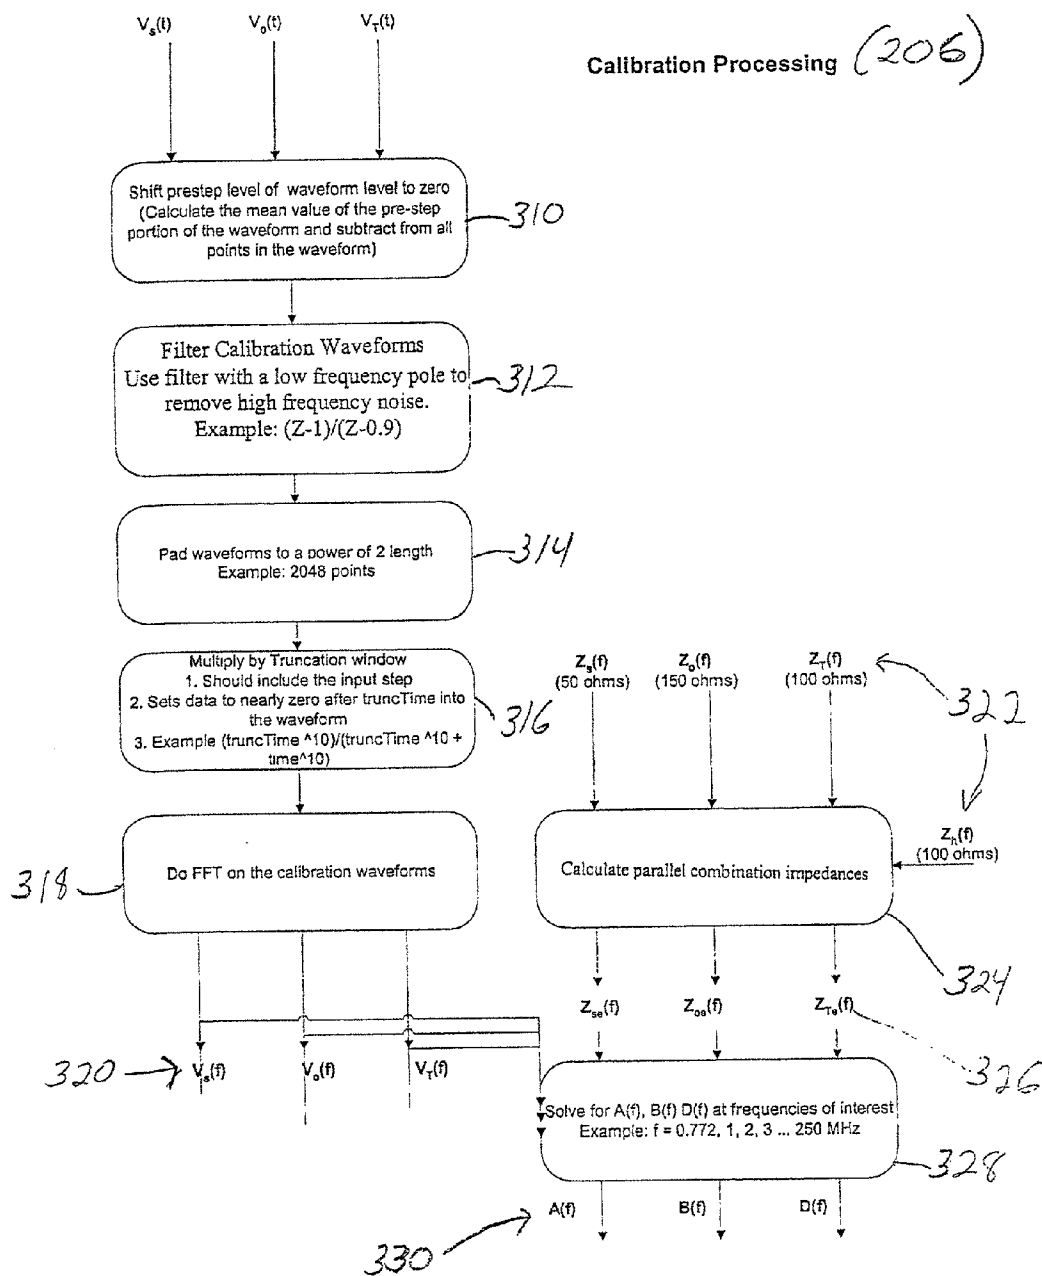 V_s(t) V_o(t) V_T(t)
Calibration Processing (206)
Shift prestep level of waveform level to zero
(Calculate the mean value of the pre-step
portion of the waveform and subtract from all
points in the waveform)
310
Filter Calibration Waveforms
Use filter with a low frequency pole to
remove high frequency noise.
Example: (Z-1)/(Z-0.9)
312
Pad waveforms to a power of 2 length
Example: 2048 points
314
Multiply by Truncation window
1. Should include the input step
2. Sets data to nearly zero after truncTime into
the waveform
3. Example (truncTime ^10)/(truncTime ^10 +
time^10)
316
Do FFT on the calibration waveforms
318
Z_s(f) Z_o(f) Z_T(f)
(50 ohms) (150 ohms) (100 ohms)
322
Z_h(f)
(100 ohms)
Calculate parallel combination impedances
324
Z_se(f) Z_oe(f) Z_Te(f)
326
320
V_s(f) V_o(f) V_T(f)
Solve for A(f), B(f) D(f) at frequencies of interest
Example: f = 0.772, 1, 2, 3 ... 250 MHz
328
A(f) B(f) D(f)
330